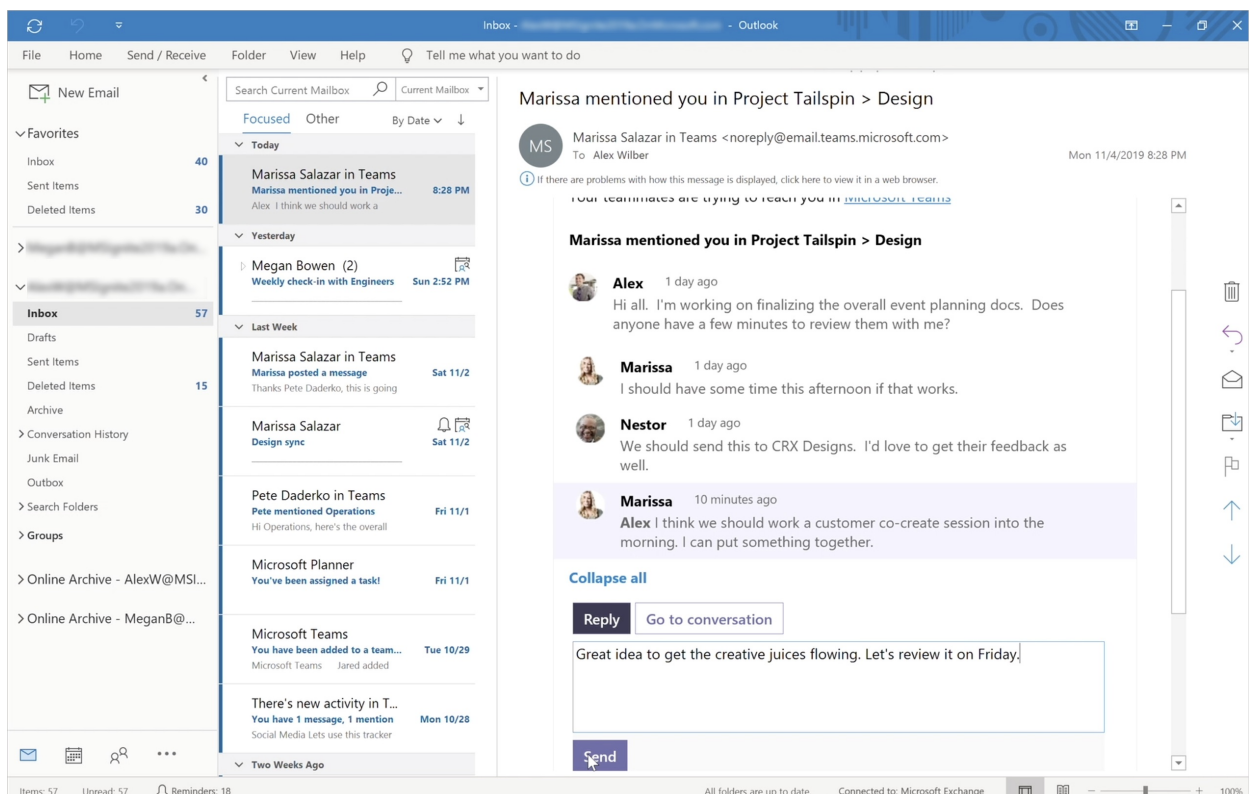 Inbox - - Outlook
File Home Send / Receive Folder View Help Tell me what you want to do
New Email
Favorites
Inbox 40
Sent Items
Deleted Items 30
Inbox 57
Drafts
Sent Items
Deleted Items 15
Archive
Conversation History
Junk Email
Outbox
Search Folders
Groups
Online Archive - AlexW@MSI...
Online Archive - MeganB@...
Search Current Mailbox Current Mailbox
Focused Other By Date
Today
Marissa Salazar in Teams
Marissa mentioned you in Proje... 8:28 PM
Alex I think we should work a
Yesterday
Megan Bowen (2)
Weekly check-in with Engineers Sun 2:52 PM
Last Week
Marissa Salazar in Teams
Marissa posted a message Sat 11/2
Thanks Pete Daderko, this is going
Marissa Salazar
Design sync Sat 11/2
Pete Daderko in Teams
Pete mentioned Operations Fri 11/1
Hi Operations, here's the overall
Microsoft Planner
You've been assigned a task! Fri 11/1
Microsoft Teams
You have been added to a team... Tue 10/29
Microsoft Teams Jared added
There's new activity in T...
You have 1 message, 1 mention Mon 10/28
Social Media Lets use this tracker
Two Weeks Ago
Marissa mentioned you in Project Tailspin > Design
MS
Marissa Salazar in Teams <noreply@email.teams.microsoft.com>
To Alex Wilber
Mon 11/4/2019 8:28 PM
If there are problems with how this message is displayed, click here to view it in a web browser.
Your teammates are trying to reach you in Microsoft Teams
Marissa mentioned you in Project Tailspin > Design
Alex 1 day ago
Hi all. I'm working on finalizing the overall event planning docs. Does
anyone have a few minutes to review them with me?
Marissa 1 day ago
I should have some time this afternoon if that works.
Nestor 1 day ago
We should send this to CRX Designs. I'd love to get their feedback as
well.
Marissa 10 minutes ago
Alex I think we should work a customer co-create session into the
morning. I can put something together.
Collapse all
Reply Go to conversation
Great idea to get the creative juices flowing. Let's review it on Friday.
Send
Items: 57 Unread: 57 Reminders: 18 All folders are up to date. Connected to: Microsoft Exchange 100%